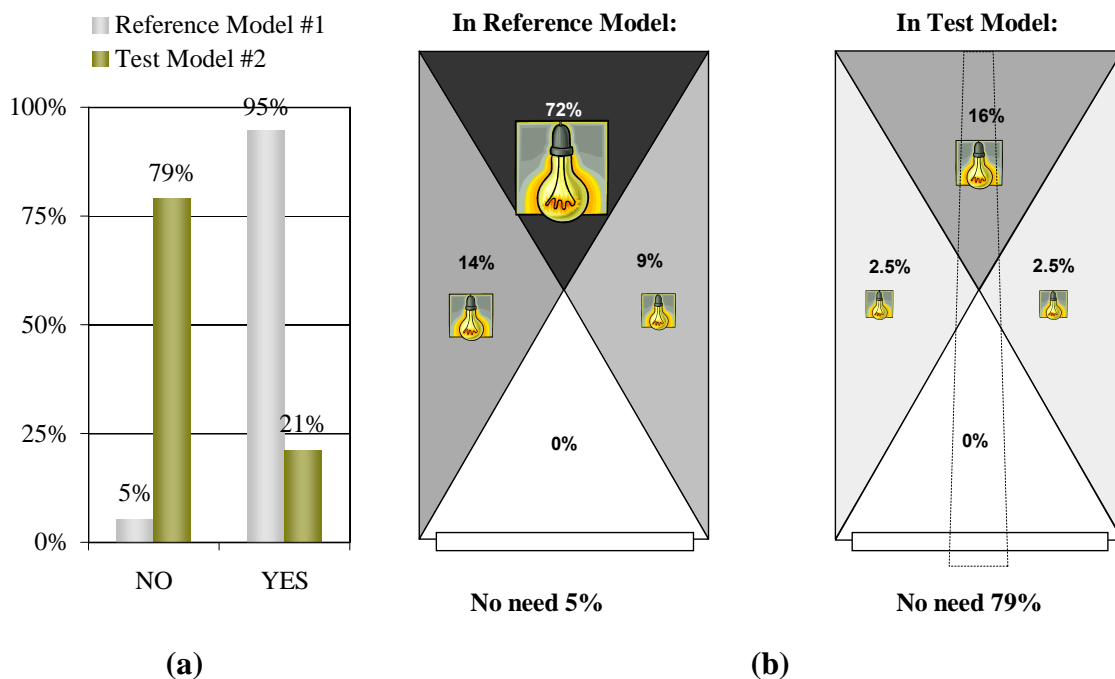 Reference Model #1
Test Model #2
100%
75%
50%
25%
0%
5%
79%
95%
21%
NO YES
(a)
In Reference Model:
72%
14%
9%
0%
No need 5%
In Test Model:
16%
2.5%
2.5%
0%
No need 79%
(b)